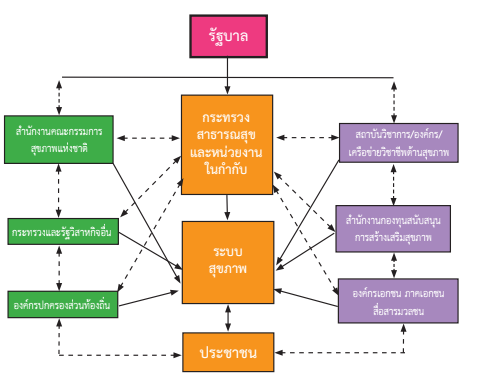 รัฐบาล
กระทรวง
สาธารณสุข
และหน่วยงาน
ในกำกับ
สำนักงานคณะกรรมการ
สุขภาพแห่งชาติ
สถาบันวิชาการ/องค์กร/
เครือข่ายวิชาชีพด้านสุขภาพ
กระทรวงและรัฐวิสาหกิจอื่น
สำนักงานกองทุนสนับสนุน
การสร้างเสริมสุขภาพ
ระบบ
สุขภาพ
องค์กรปกครองส่วนท้องถิ่น
องค์กรเอกชน ภาคเอกชน
สื่อสารมวลชน
ประชาชน